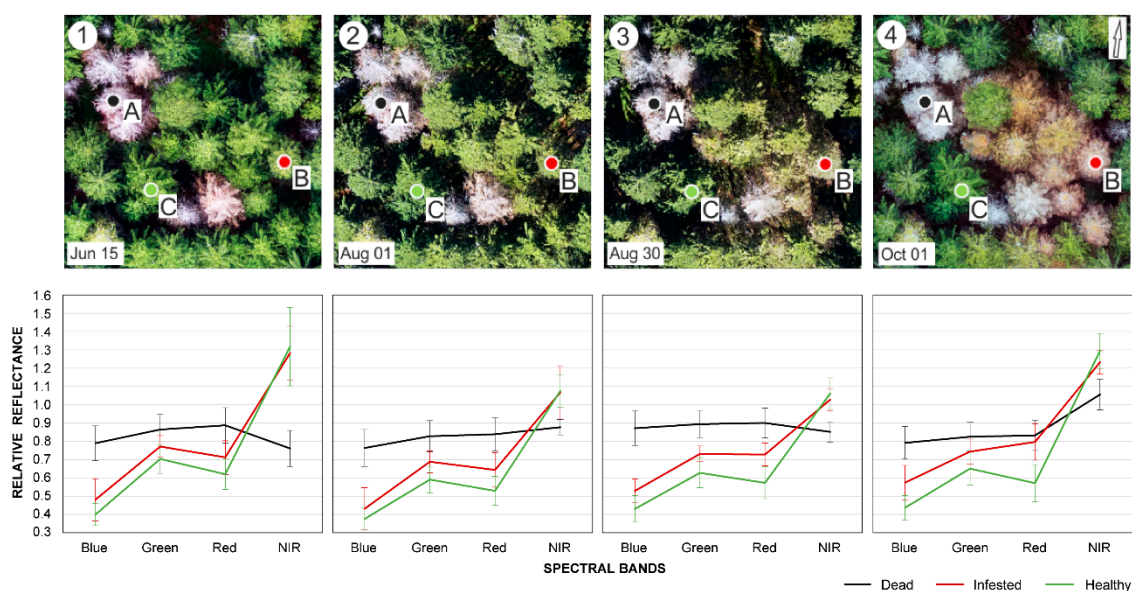 1
2
3
4
A
B
C
A
B
C
A
B
C
A
B
C
Jun 15
Aug 01
Aug 30
Oct 01
RELATIVE REFLECTANCE
1.6
1.5
1.4
1.3
1.2
1.1
1.0
0.9
0.8
0.7
0.6
0.5
0.4
0.3
Blue Green Red NIR
Blue Green Red NIR
Blue Green Red NIR
Blue Green Red NIR
SPECTRAL BANDS
Dead Infested Healthy